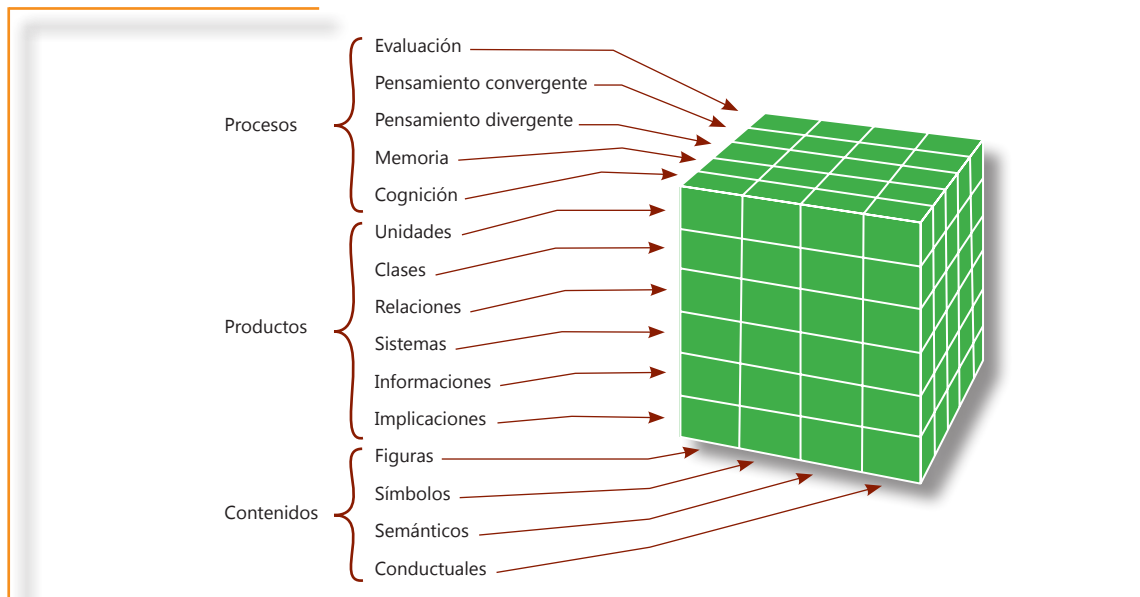 Procesos
Evaluación
Pensamiento convergente
Pensamiento divergente
Memoria
Cognición
Productos
Unidades
Clases
Relaciones
Sistemas
Informaciones
Implicaciones
Contenidos
Figuras
Símbolos
Semánticos
Conductuales